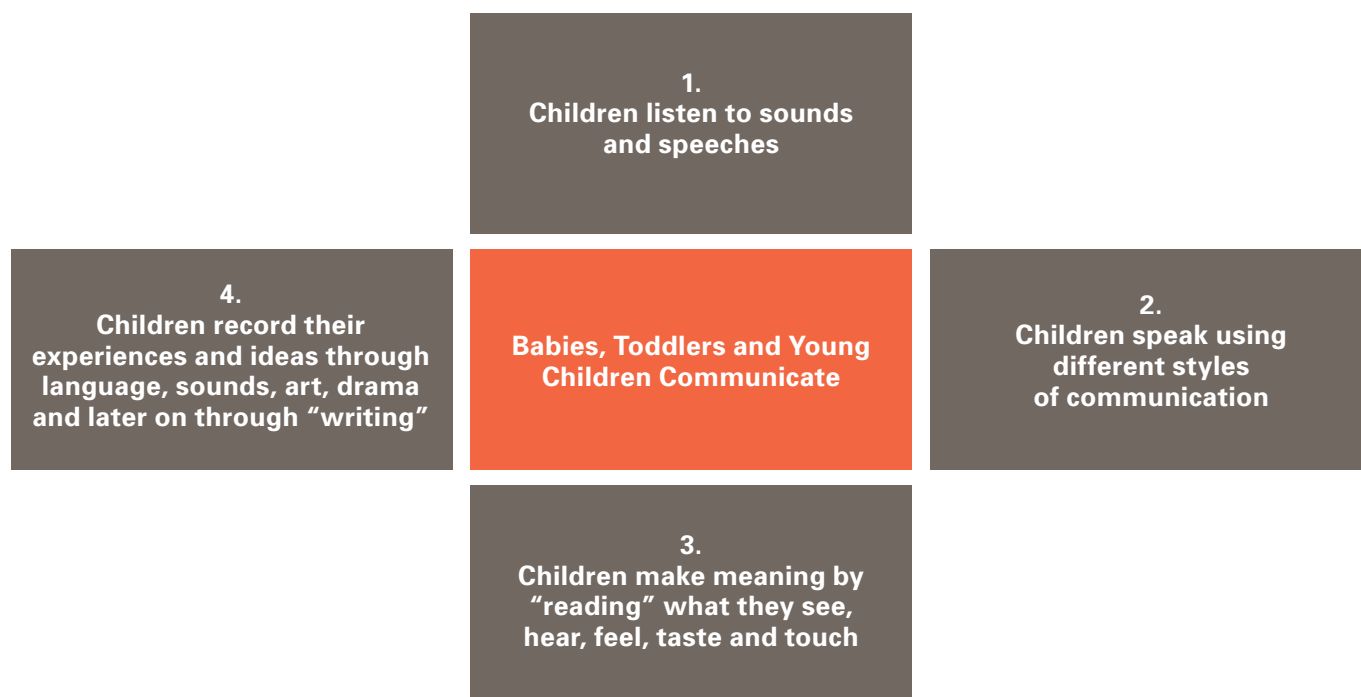 1.
Children listen to sounds
and speeches
4.
Children record their
experiences and ideas through
language, sounds, art, drama
and later on through “writing”
Babies, Toddlers and Young
Children Communicate
2.
Children speak using
different styles
of communication
3.
Children make meaning by
“reading” what they see,
hear, feel, taste and touch